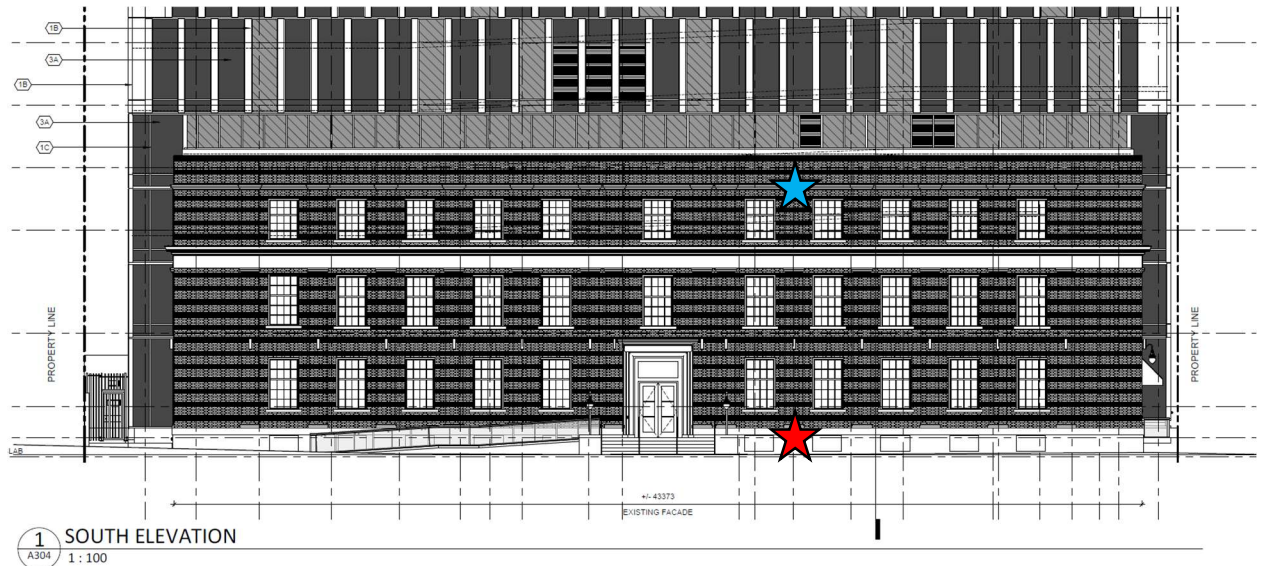 1B
3A
1B
3A
1C
PROPERTY LINE
PROPERTY LINE
LAB
+/- 43373
EXISTING FACADE
1
A304
SOUTH ELEVATION
1 : 100